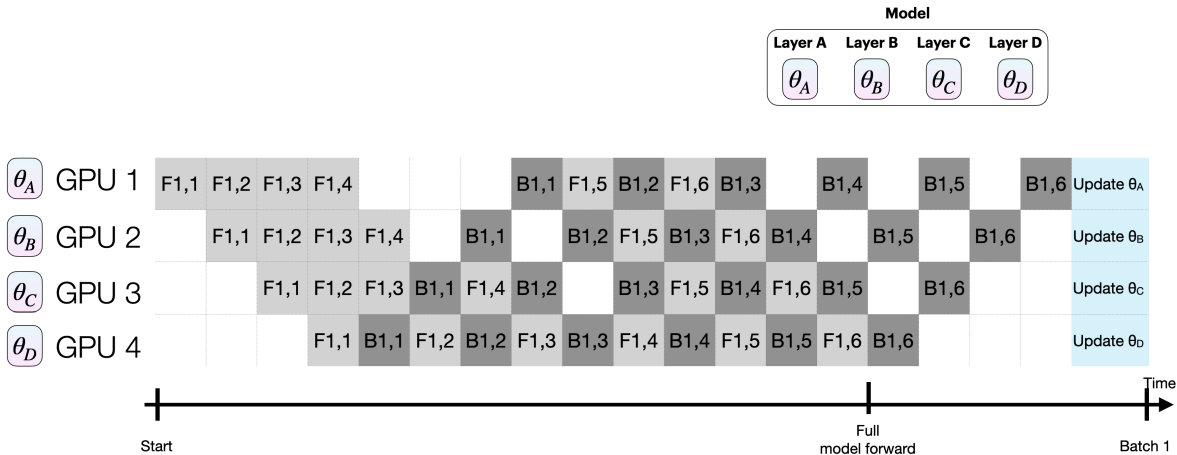 Model
Layer A Layer B Layer C Layer D
θA θB θC θD
θA GPU 1 F1,1 F1,2 F1,3 F1,4 B1,1 F1,5 B1,2 F1,6 B1,3 B1,4 B1,5 B1,6 Update θA
θB GPU 2 F1,1 F1,2 F1,3 F1,4 B1,1 B1,2 F1,5 B1,3 F1,6 B1,4 B1,5 B1,6 Update θB
θC GPU 3 F1,1 F1,2 F1,3 B1,1 F1,4 B1,2 B1,3 F1,5 B1,4 F1,6 B1,5 B1,6 Update θC
θD GPU 4 F1,1 B1,1 F1,2 B1,2 F1,3 B1,3 F1,4 B1,4 F1,5 B1,5 F1,6 B1,6 Update θD
Time
Start
Full
model forward
Batch 1